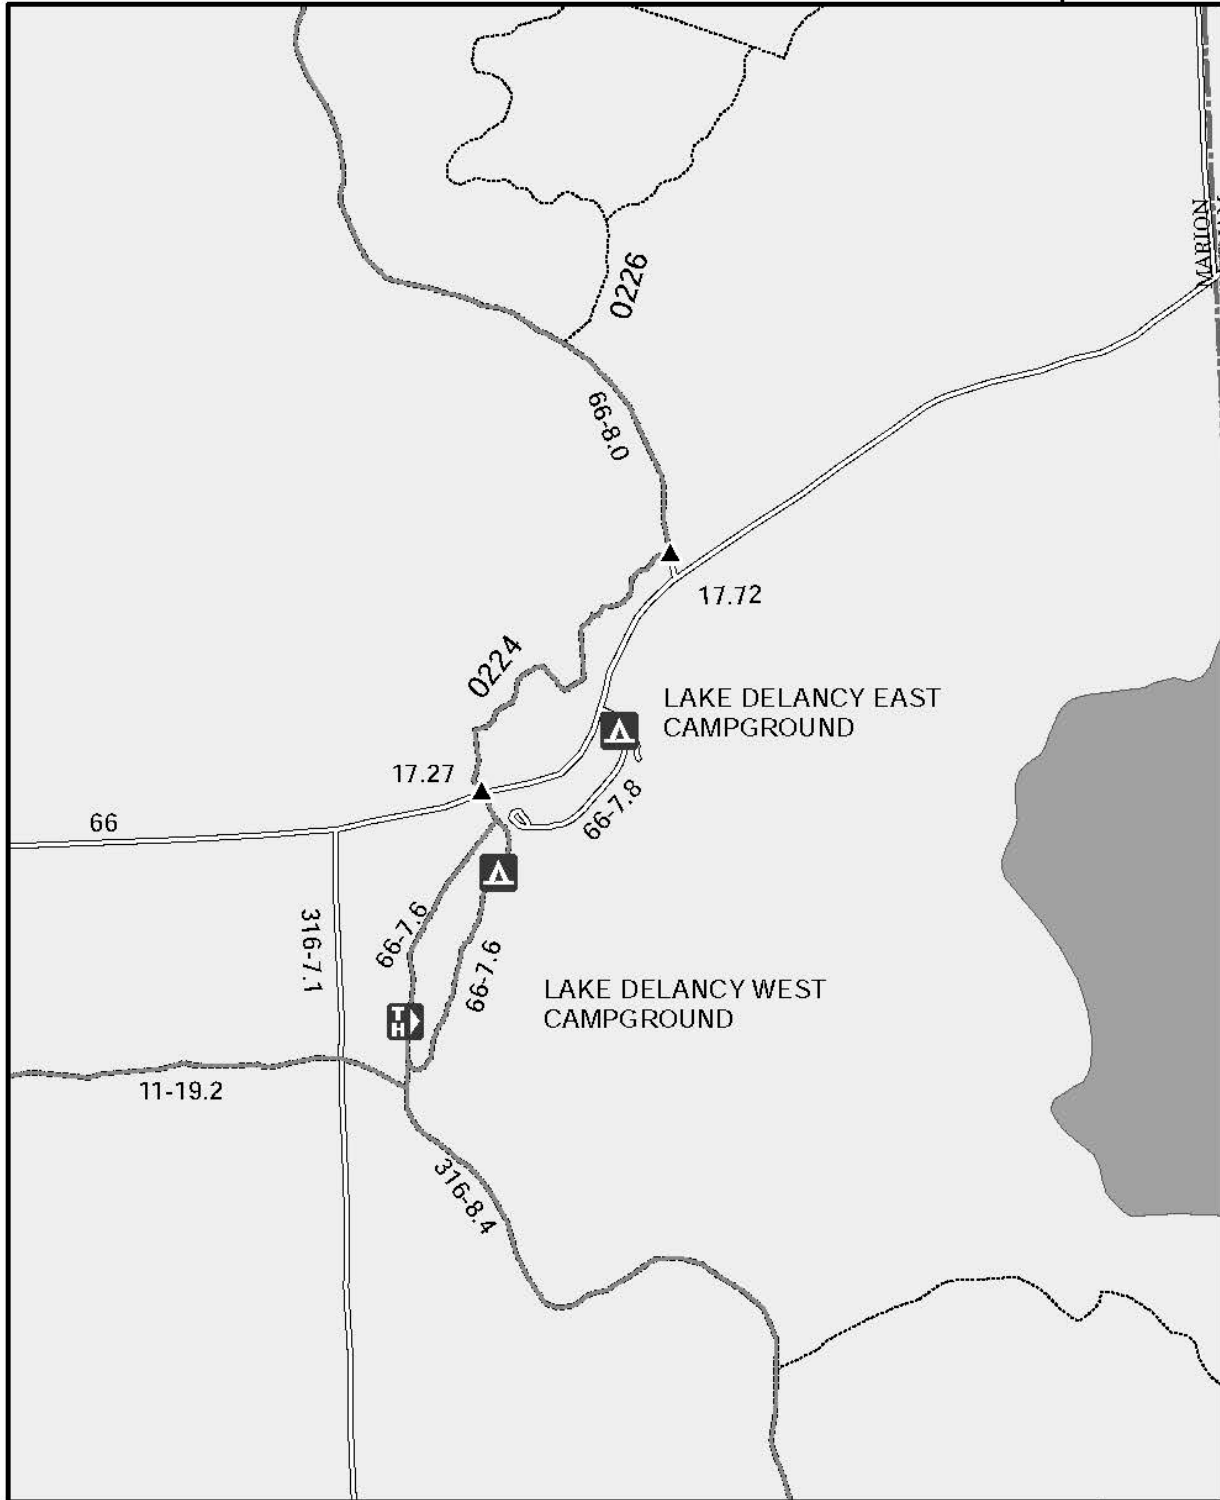 MARION
0226
66-8.0
17.72
0224
LAKE DELANCY EAST
CAMPGROUND
17.27
66
66-7.8
316-7.1
66-7.6
66-7.6
LAKE DELANCY WEST
CAMPGROUND
TH
11-19.2
316-8.4